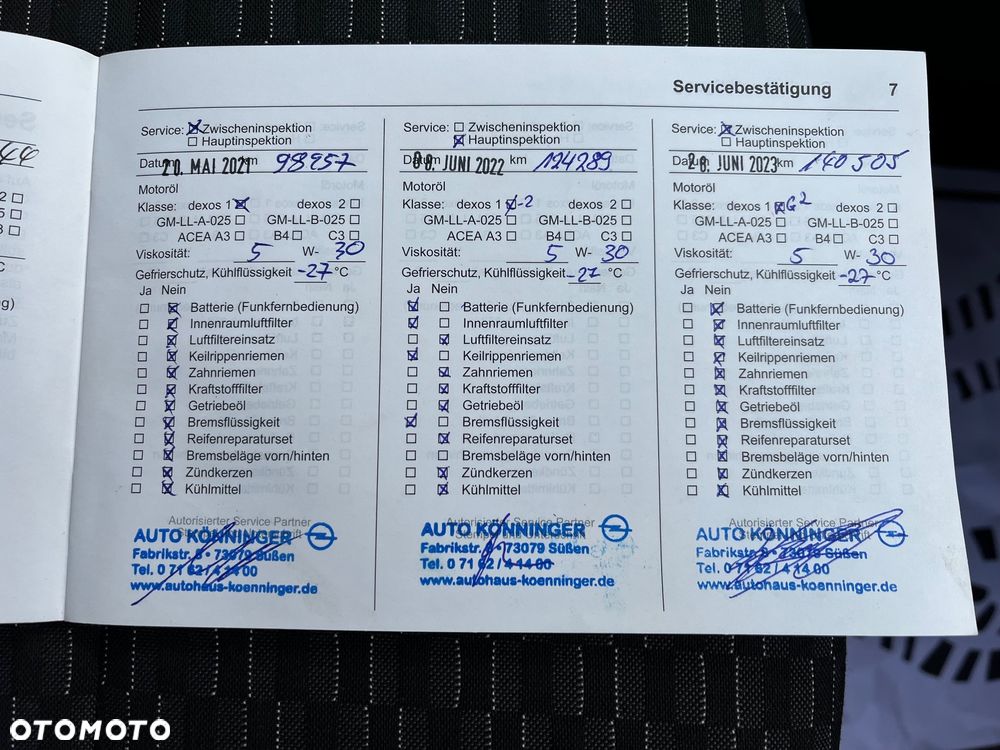 Servicebestätigung 7
44
Service: Zwischeninspektion
Hauptinspektion
Datum 20. MAI 2021 km 98957
Motoröl
Klasse: dexos 1 dexos 2
GM-LL-A-025 GM-LL-B-025
ACEA A3 B4 C3
Viskosität: 5 W- 30
Gefrierschutz, Kühlflüssigkeit -27 °C
Ja Nein
Batterie (Funkfernbedienung)
Innenraumluftfilter
Luftfiltereinsatz
Keilrippenriemen
Zahnriemen
Kraftstofffilter
Getriebeöl
Bremsflüssigkeit
Reifenreparaturset
Bremsbeläge vorn/hinten
Zündkerzen
Kühlmittel
Autorisierter Service Partner
AUTO KÖNNINGER
Fabrikstr. 6 · 73079 Süßen
Tel. 0 71 62 / 4 14 00
www.autohaus-koenninger.de
Service: Zwischeninspektion
Hauptinspektion
Datum 08. JUNI 2022 km 124289
Motoröl
Klasse: dexos 1 -2 dexos 2
GM-LL-A-025 GM-LL-B-025
ACEA A3 B4 C3
Viskosität: 5 W- 30
Gefrierschutz, Kühlflüssigkeit -27 °C
Ja Nein
Batterie (Funkfernbedienung)
Innenraumluftfilter
Luftfiltereinsatz
Keilrippenriemen
Zahnriemen
Kraftstofffilter
Getriebeöl
Bremsflüssigkeit
Reifenreparaturset
Bremsbeläge vorn/hinten
Zündkerzen
Kühlmittel
Autorisierter Service Partner
AUTO KÖNNINGER
Fabrikstr. 6 · 73079 Süßen
Tel. 0 71 62 / 4 14 00
www.autohaus-koenninger.de
Service: Zwischeninspektion
Hauptinspektion
Datum 28. JUNI 2023 km 140505
Motoröl
Klasse: dexos 1 G2 dexos 2
GM-LL-A-025 GM-LL-B-025
ACEA A3 B4 C3
Viskosität: 5 W- 30
Gefrierschutz, Kühlflüssigkeit -27 °C
Ja Nein
Batterie (Funkfernbedienung)
Innenraumluftfilter
Luftfiltereinsatz
Keilrippenriemen
Zahnriemen
Kraftstofffilter
Getriebeöl
Bremsflüssigkeit
Reifenreparaturset
Bremsbeläge vorn/hinten
Zündkerzen
Kühlmittel
Autorisierter Service Partner
AUTO KÖNNINGER
Fabrikstr. 6 · 73079 Süßen
Tel. 0 71 62 / 4 14 00
www.autohaus-koenninger.de
OTOMOTO